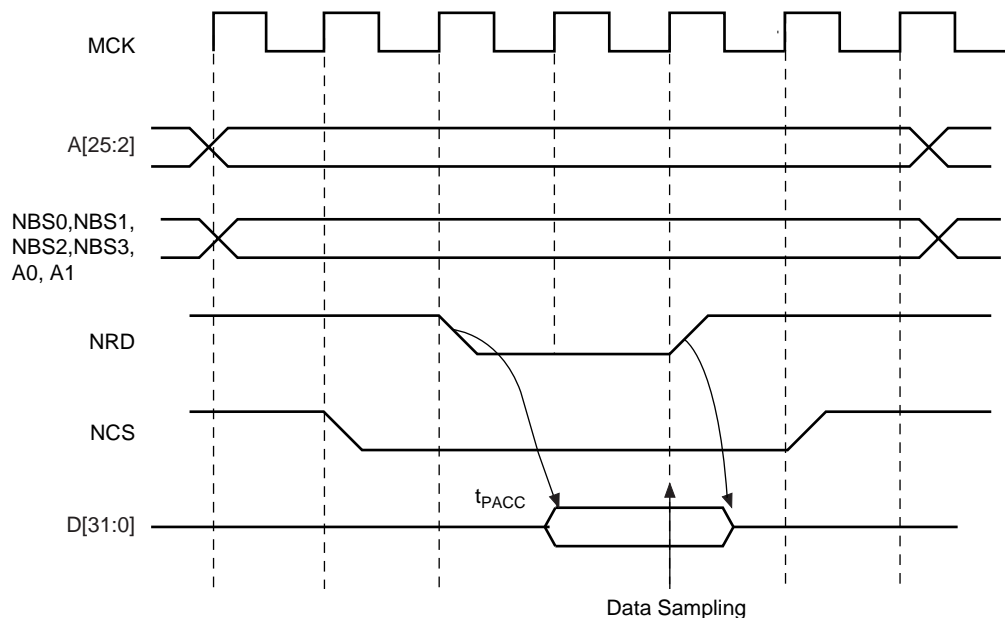 MCK
A[25:2]
NBS0,NBS1,
NBS2,NBS3,
A0, A1
NRD
NCS
tPACC
D[31:0]
Data Sampling